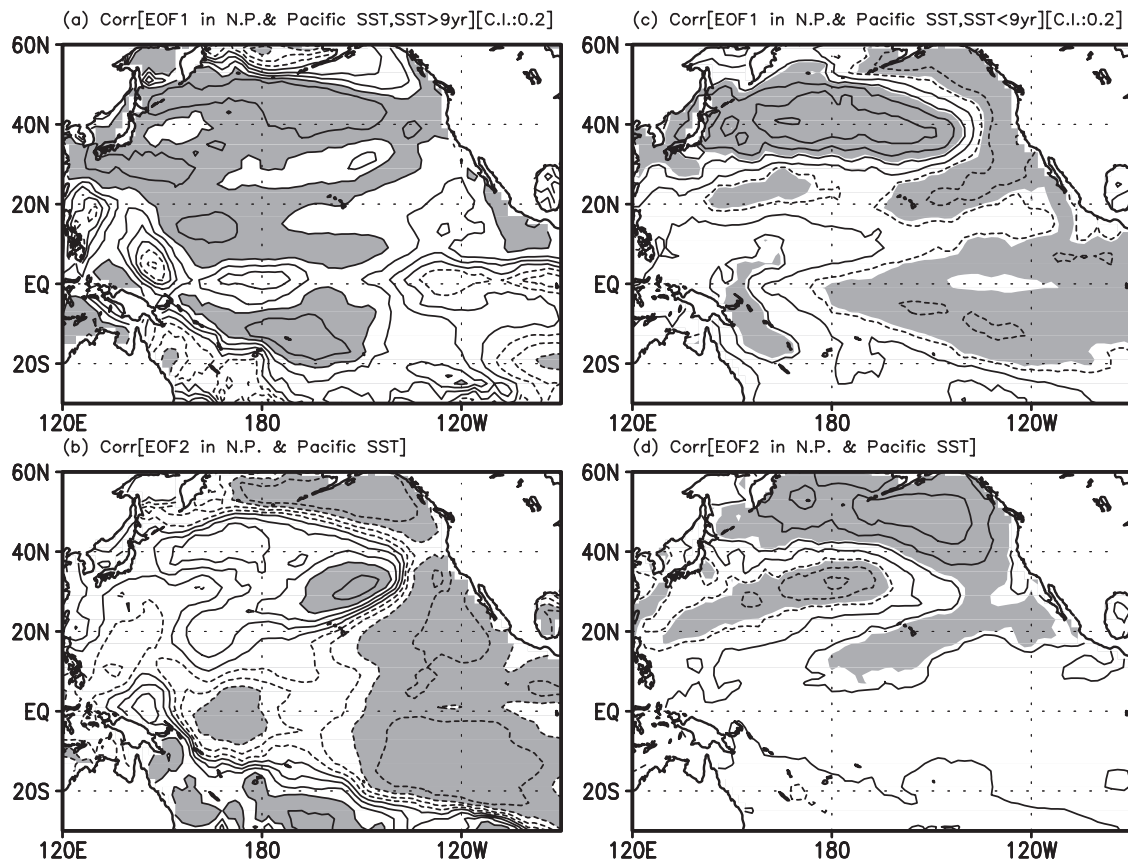 (a) Corr[EOF1 in N.P.& Pacific SST,SST>9yr][C.I.:0.2]
60N
40N
20N
EQ
20S
120E 180 120W
(b) Corr[EOF2 in N.P. & Pacific SST]
60N
40N
20N
EQ
20S
120E 180 120W
(c) Corr[EOF1 in N.P.& Pacific SST,SST<9yr][C.I.:0.2]
60N
40N
20N
EQ
20S
120E 180 120W
(d) Corr[EOF2 in N.P. & Pacific SST]
60N
40N
20N
EQ
20S
120E 180 120W